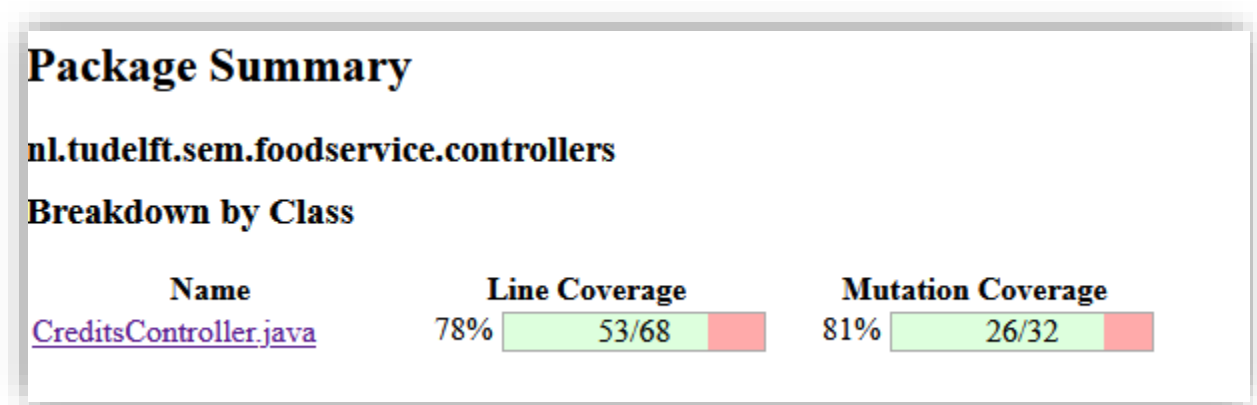 Package Summary
nl.tudelft.sem.foodservice.controllers
Breakdown by Class
Name Line Coverage Mutation Coverage
CreditsController.java 78% 53/68 81% 26/32